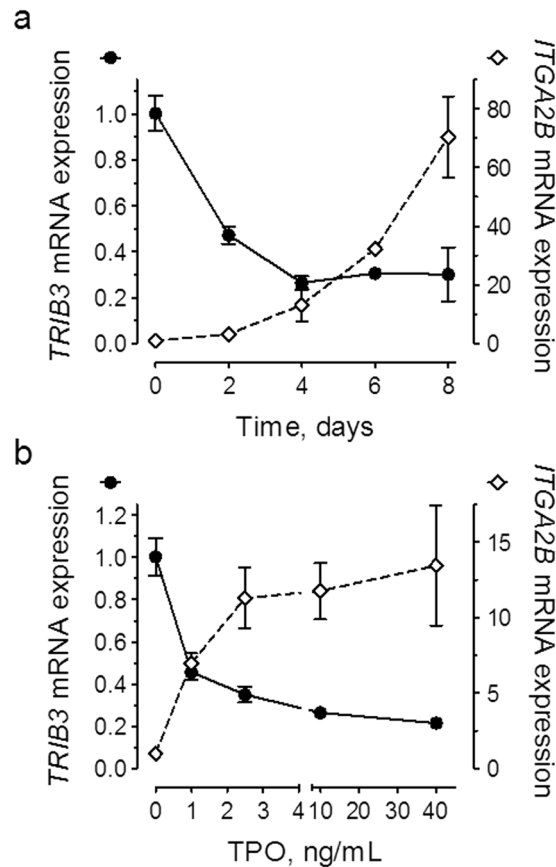 a
TRIB3 mRNA expression
ITGA2B mRNA expression
1.0
0.8
0.6
0.4
0.2
0.0
80
60
40
20
0
0 2 4 6 8
Time, days
b
TRIB3 mRNA expression
ITGA2B mRNA expression
1.2
1.0
0.8
0.6
0.4
0.2
0.0
15
10
5
0
0 1 2 3 4 10 20 30 40
TPO, ng/mL